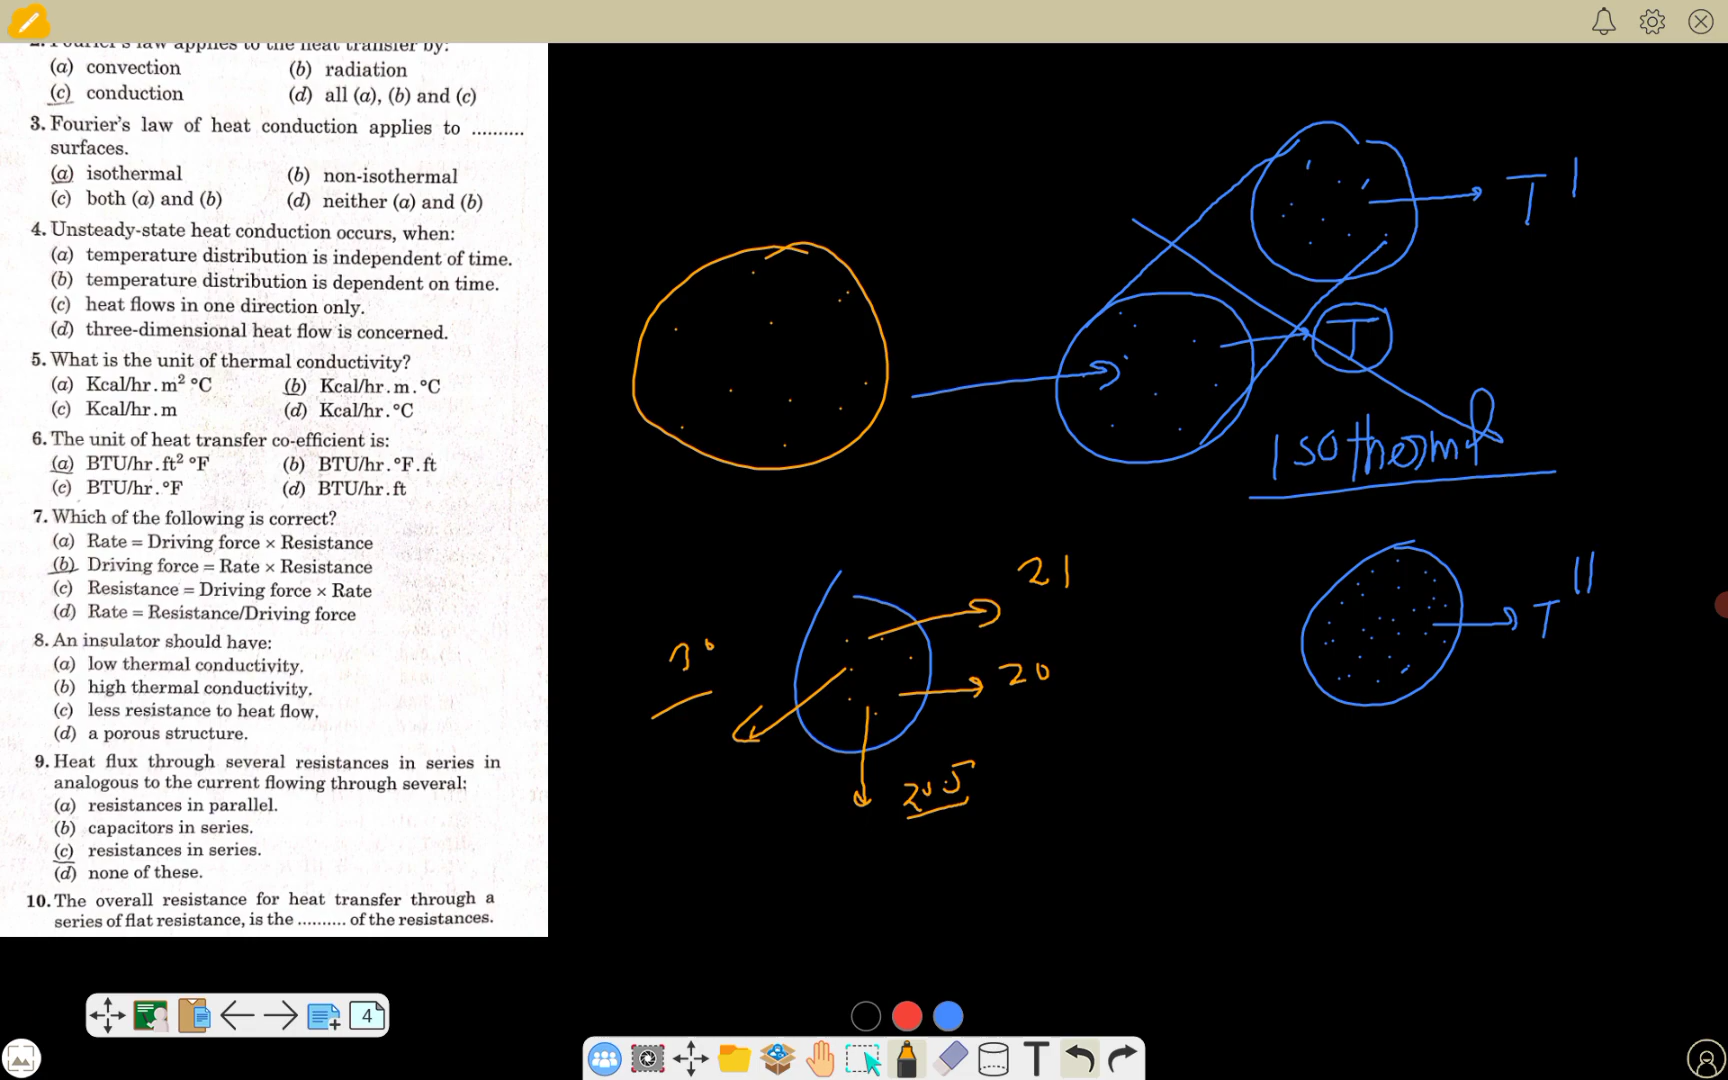 2. Fourier's law applies to the heat transfer by:
(a) convection (b) radiation
(c) conduction (d) all (a), (b) and (c)
3. Fourier's law of heat conduction applies to ..........
surfaces.
(a) isothermal (b) non-isothermal
(c) both (a) and (b) (d) neither (a) and (b)
4. Unsteady-state heat conduction occurs, when:
(a) temperature distribution is independent of time.
(b) temperature distribution is dependent on time.
(c) heat flows in one direction only.
(d) three-dimensional heat flow is concerned.
5. What is the unit of thermal conductivity?
(a) Kcal/hr.m² °C (b) Kcal/hr.m.°C
(c) Kcal/hr.m (d) Kcal/hr.°C
6. The unit of heat transfer co-efficient is:
(a) BTU/hr.ft² °F (b) BTU/hr.°F.ft
(c) BTU/hr.°F (d) BTU/hr.ft
7. Which of the following is correct?
(a) Rate = Driving force × Resistance
(b) Driving force = Rate × Resistance
(c) Resistance = Driving force × Rate
(d) Rate = Resistance/Driving force
8. An insulator should have:
(a) low thermal conductivity.
(b) high thermal conductivity.
(c) less resistance to heat flow.
(d) a porous structure.
9. Heat flux through several resistances in series in
analogous to the current flowing through several:
(a) resistances in parallel.
(b) capacitors in series.
(c) resistances in series.
(d) none of these.
10. The overall resistance for heat transfer through a
series of flat resistance, is the .......... of the resistances.
T'
T
T"
21
20
4
T